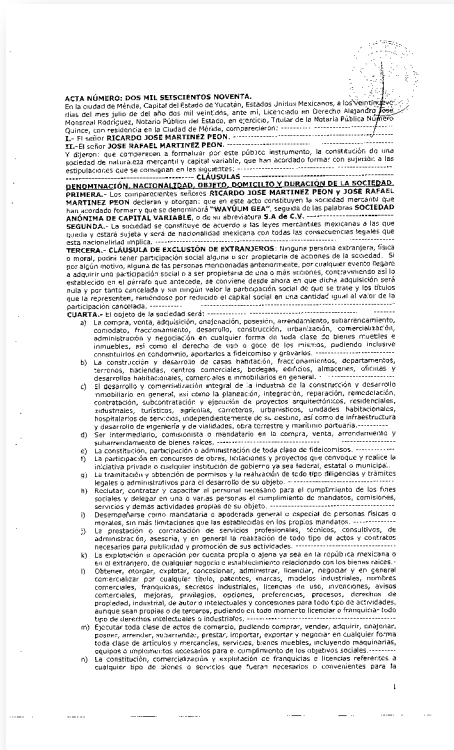 ACTA NÚMERO: DOS MIL SETSCIENTOS NOVENTA.
En la ciudad de Mérida, Capital del Estado de Yucatán, Estados Unidos Mexicanos, a los veintinueve
días del mes julio de del año dos mil veintidós, ante mí, Licenciado en Derecho Alejandro José
Monsreal Rodríguez, Notario Público del Estado, en ejercicio, Titular de la Notaría Pública Número
Quince, con residencia en la Ciudad de Mérida, comparecieron:
I.- El señor RICARDO JOSE MARTINEZ PEON.
II.-El señor JOSE RAFAEL MARTINEZ PEON.
Y dijeron: que comparecen a formalizar por este público instrumento, la constitución de una
sociedad de naturaleza mercantil y capital variable, que han acordado formar con sujeción a las
estipulaciones que se consignan en las siguientes:
CLÁUSULAS
DENOMINACIÓN, NACIONALIDAD, OBJETO, DOMICILIO Y DURACION DE LA SOCIEDAD
PRIMERA.- Los comparecientes señores RICARDO JOSE MARTINEZ PEON y JOSÉ RAFAEL
MARTINEZ PEON declaran y otorgan: que en este acto constituyen la sociedad mercantil que
han acordado formar y que se denominará "WAYÚUM GEA", seguida de las palabras SOCIEDAD
ANÓNIMA DE CAPITAL VARIABLE, o de su abreviatura S.A de C.V.
SEGUNDA.- La sociedad se constituye de acuerdo a las leyes mercantiles mexicanas a las que
queda y estará sujeta y será de nacionalidad mexicana con todas las consecuencias legales que
esta nacionalidad implica.
TERCERA.- CLÁUSULA DE EXCLUSIÓN DE EXTRANJEROS: Ninguna persona extranjera, física
o moral, podrá tener participación social alguna o ser propietaria de acciones de la sociedad. Si
por algún motivo, alguna de las personas mencionadas anteriormente, por cualquier evento llegare
a adquirir una participación social o a ser propietaria de una o más acciones, contraviniendo así lo
establecido en el párrafo que antecede, se conviene desde ahora en que dicha adquisición será
nula y por tanto cancelada y sin ningún valor la participación social de que se trate y los títulos
que la representen, teniéndose por reducido el capital social en una cantidad igual al valor de la
participación cancelada.
CUARTA.- El objeto de la sociedad será:
a) La compra, venta, adquisición, enajenación, posesión, arrendamiento, subarrendamiento,
comodato, fraccionamiento, desarrollo, construcción, urbanización, comercialización,
administración y negociación en cualquier forma de toda clase de bienes muebles e
inmuebles, así como el derecho de uso o goce de los mismos, pudiendo inclusive
constituirlos en condominio, aportarlos a fideicomiso y gravarlos.
b) La construcción y desarrollo de casas habitación, fraccionamientos, departamentos,
terrenos, haciendas, centros comerciales, bodegas, edificios, almacenes, oficinas y
desarrollos habitacionales, comerciales e inmobiliarios en general.
c) El desarrollo y comercialización integral de la industria de la construcción y desarrollo
inmobiliario en general, así como la planeación, integración, reparación, remodelación,
contratación, subcontratación y ejecución de proyectos arquitectónicos, residenciales,
industriales, turísticos, agrícolas, carreteros, urbanísticos, unidades habitacionales,
hospitalarios de servicios, independientemente de su destino, así como de infraestructura
y desarrollo de ingeniería y de vialidades, obra terrestre y marítimo portuaria.
d) Ser intermediario, comisionista o mandatario en la compra, venta, arrendamiento y
subarrendamiento de bienes raíces.
e) La constitución, participación o administración de toda clase de fideicomisos.
f) La participación en concursos de obras, licitaciones y proyectos que convoque y realice la
iniciativa privada o cualquier institución de gobierno ya sea federal, estatal o municipal.
g) La tramitación y obtención de permisos y la realización de todo tipo diligencias y trámites
legales o administrativos para el desarrollo de su objeto.
h) Reclutar, contratar y capacitar el personal necesario para el cumplimiento de los fines
sociales y delegar en una o varias personas el cumplimiento de mandatos, comisiones,
servicios y demás actividades propias de su objeto.
i) Desempeñarse como mandataria o apoderada general o especial de personas físicas o
morales, sin más limitaciones que las establecidas en los propios mandatos.
j) La prestación o contratación de servicios profesionales, técnicos, consultivos, de
administración, asesoría, y en general la realización de todo tipo de actos y contratos
necesarios para publicidad y promoción de sus actividades.
k) La explotación u operación por cuenta propia o ajena ya sea en la república mexicana o
en el extranjero, de cualquier negocio o establecimiento relacionado con los bienes raíces.
l) Obtener, otorgar, explotar, concesionar, administrar, licenciar, negociar y en general
comercializar por cualquier título, patentes, marcas, modelos industriales, nombres
comerciales, franquicias, secretos industriales, licencias de uso, invenciones, avisos
comerciales, mejoras, privilegios, opciones, preferencias, procesos, derechos de
propiedad, industrial, de autor o intelectuales y concesiones para todo tipo de actividades,
aunque sean propias o de terceros, pudiendo en todo momento licenciar o franquiciar todo
tipo de derechos intelectuales o industriales.
m) Ejecutar toda clase de actos de comercio, pudiendo comprar, vender, adquirir, enajenar,
poseer, arrendar, subarrendar, prestar, importar, exportar y negociar en cualquier forma
toda clase de artículos y mercancías, servicios, bienes muebles, incluyendo maquinarias,
equipos o implementos necesarios para el cumplimiento de los objetivos sociales.
n) La constitución, comercialización y explotación de franquicias e licencias referentes a
cualquier tipo de bienes o servicios que fueran necesarios o convenientes para la
1